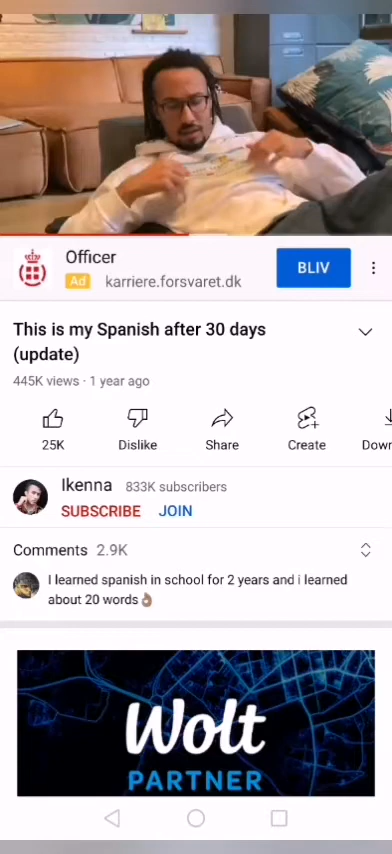 Officer
BLIV
Ad karriere.forsvaret.dk
This is my Spanish after 30 days
(update)
445K views · 1 year ago
25K
Dislike
Share
Create
Down
Ikenna 833K subscribers
SUBSCRIBE JOIN
Comments 2.9K
I learned spanish in school for 2 years and i learned
about 20 words👌🏽
Wolt
PARTNER